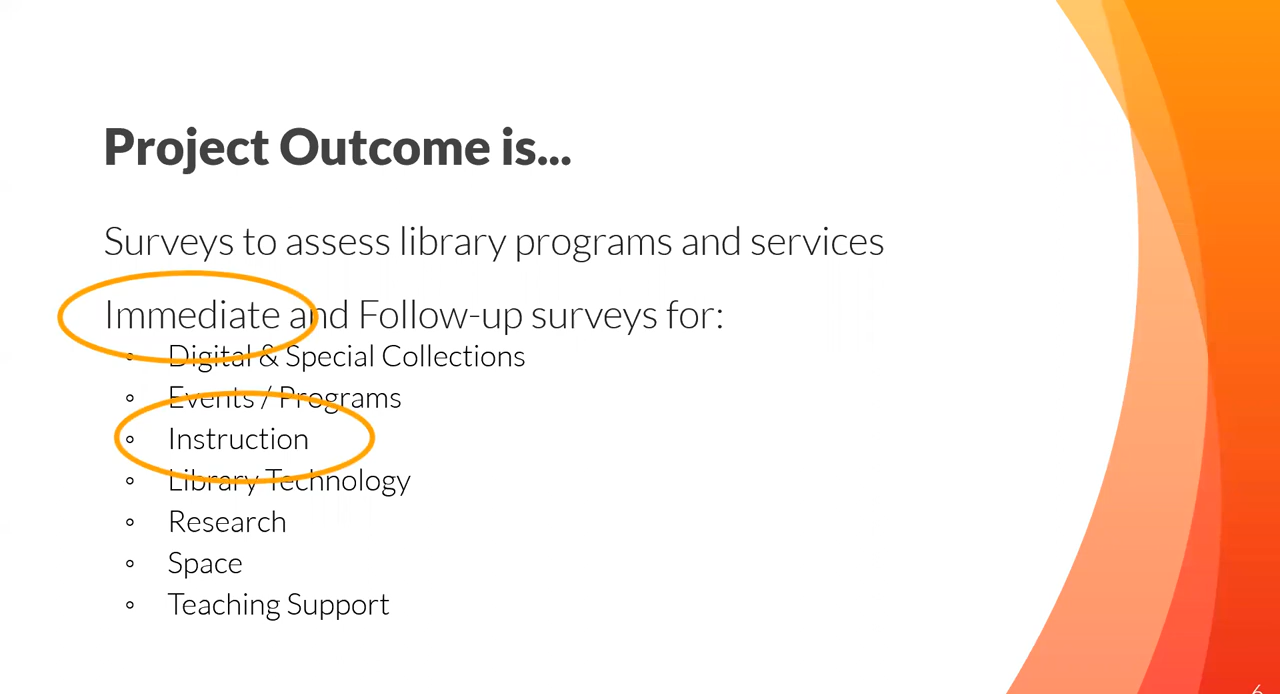 Project Outcome is...
Surveys to assess library programs and services
Immediate and Follow-up surveys for:
◦ Digital & Special Collections
◦ Events / Programs
◦ Instruction
◦ Library Technology
◦ Research
◦ Space
◦ Teaching Support
6